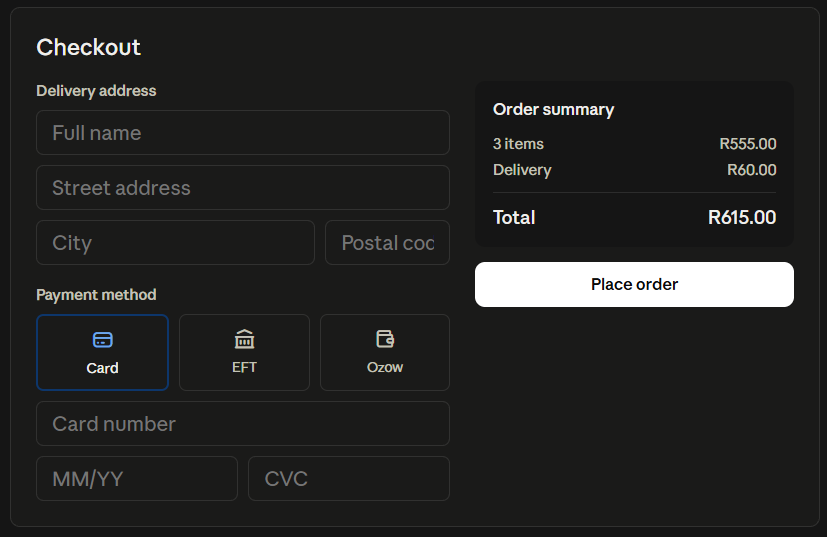 Checkout
Delivery address
Full name
Street address
City
Postal coc
Payment method
Card
EFT
Ozow
Card number
MM/YY
CVC
Order summary
3 items R555.00
Delivery R60.00
Total R615.00
Place order